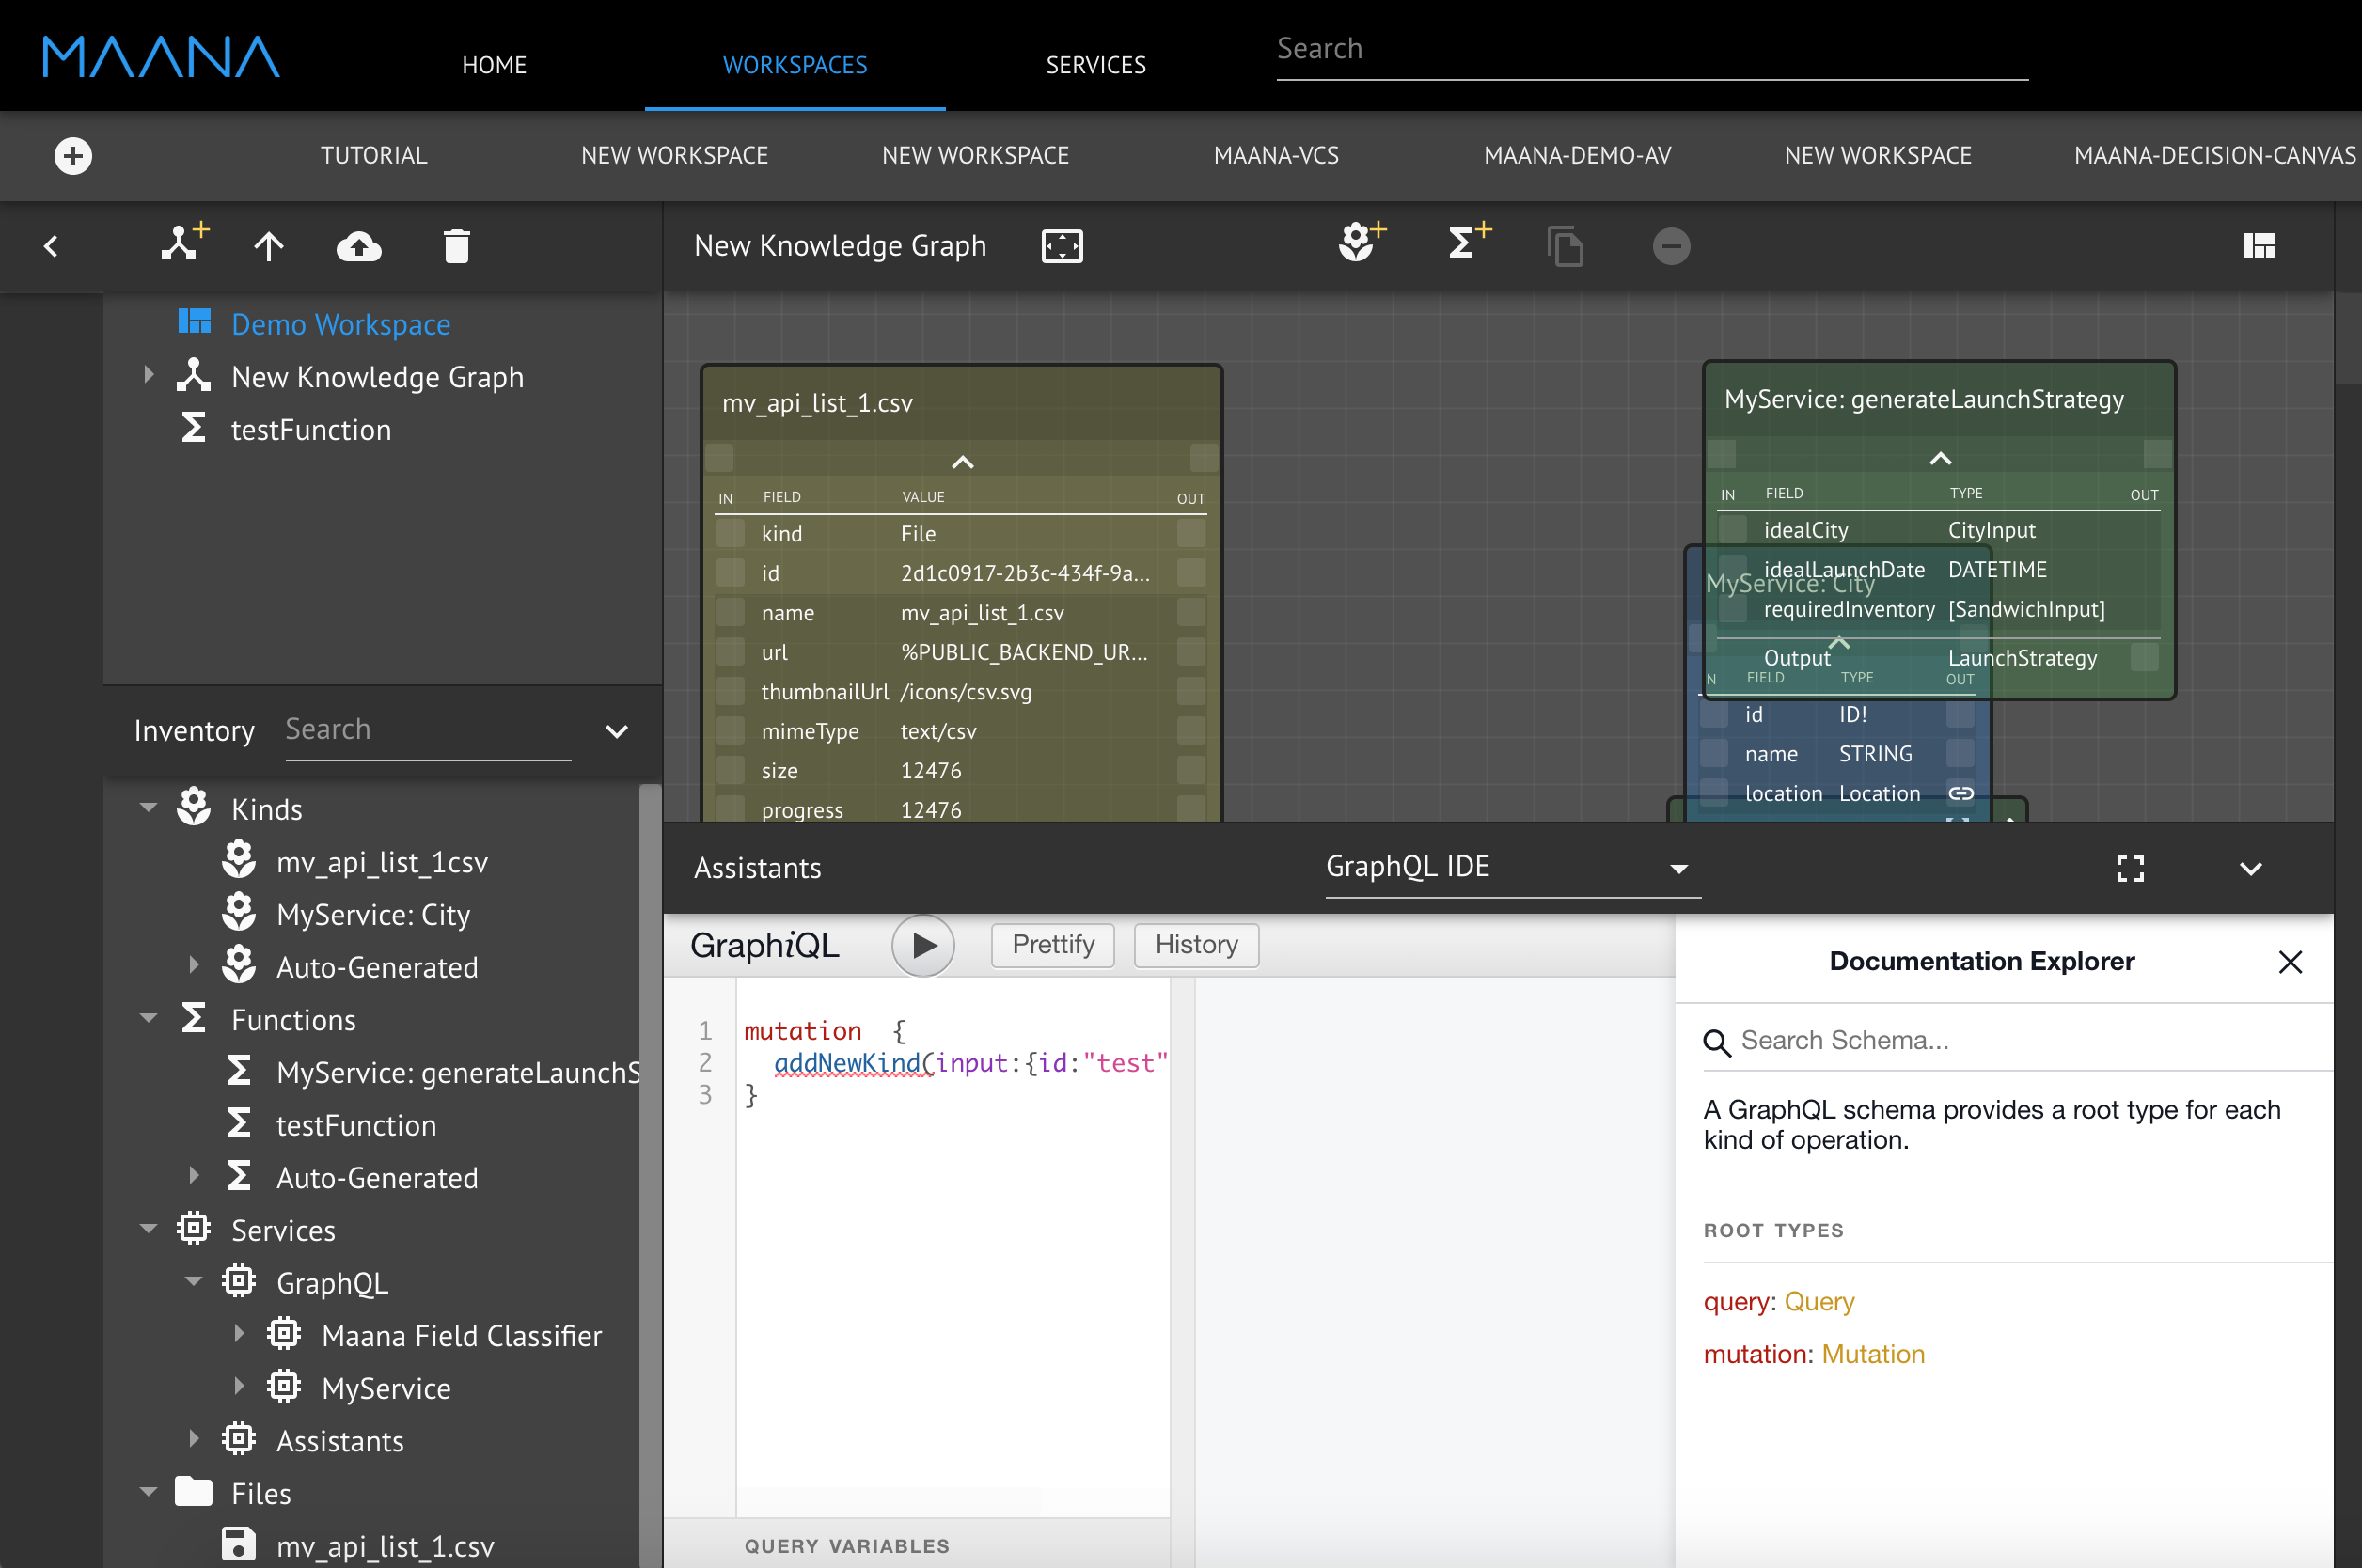 MAANA
HOME
WORKSPACES
SERVICES
Search
TUTORIAL
NEW WORKSPACE
NEW WORKSPACE
MAANA-VCS
MAANA-DEMO-AV
NEW WORKSPACE
MAANA-DECISION-CANVAS
Demo Workspace
New Knowledge Graph
testFunction
Inventory
Search
Kinds
mv_api_list_1csv
MyService: City
Auto-Generated
Functions
MyService: generateLaunchS
testFunction
Auto-Generated
Services
GraphQL
Maana Field Classifier
MyService
Assistants
Files
mv_api_list_1.csv
New Knowledge Graph
mv_api_list_1.csv
IN FIELD VALUE OUT
kind File
id 2d1c0917-2b3c-434f-9a...
name mv_api_list_1.csv
url %PUBLIC_BACKEND_UR...
thumbnailUrl /icons/csv.svg
mimeType text/csv
size 12476
progress 12476
MyService: generateLaunchStrategy
IN FIELD TYPE OUT
idealCity CityInput
idealLaunchDate DATETIME
requiredInventory [SandwichInput]
Output LaunchStrategy
MyService: City
N FIELD TYPE OUT
id ID!
name STRING
location Location
Assistants
GraphQL IDE
GraphiQL
Prettify
History
1 mutation {
2 addNewKind(input:{id:"test"
3 }
QUERY VARIABLES
Documentation Explorer
Search Schema...
A GraphQL schema provides a root type for each
kind of operation.
ROOT TYPES
query: Query
mutation: Mutation